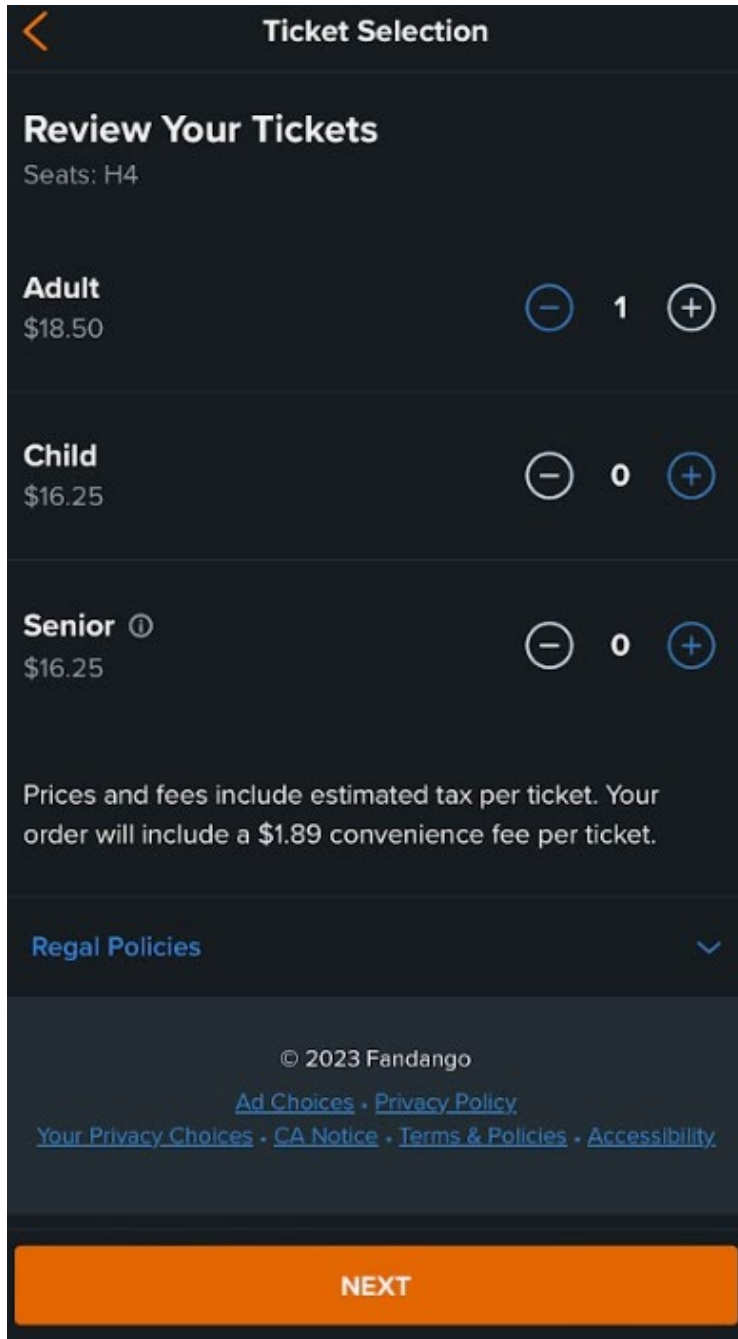 Ticket Selection
Review Your Tickets
Seats: H4
Adult
$18.50
1
Child
$16.25
0
Senior
$16.25
0
Prices and fees include estimated tax per ticket. Your
order will include a $1.89 convenience fee per ticket.
Regal Policies
© 2023 Fandango
Ad Choices • Privacy Policy
Your Privacy Choices • CA Notice • Terms & Policies • Accessibility
NEXT